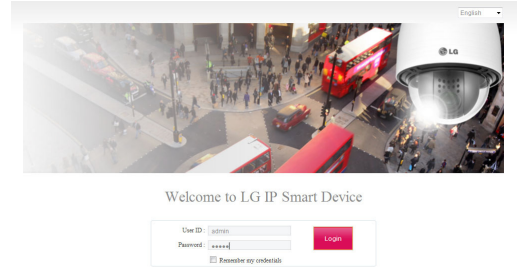 English
LG
Welcome to LG IP Smart Device
User ID : admin
Password : •••••
Login
Remember my credentials